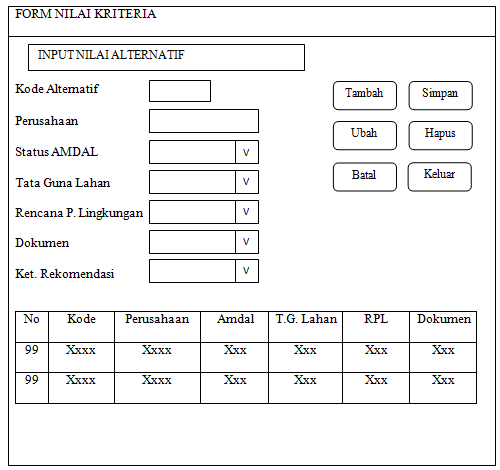 FORM NILAI KRITERIA
INPUT NILAI ALTERNATIF
Kode Alternatif
Perusahaan
Status AMDAL V
Tata Guna Lahan V
Rencana P. Lingkungan V
Dokumen V
Ket. Rekomendasi V
Tambah Simpan
Ubah Hapus
Batal Keluar
No Kode Perusahaan Amdal T.G. Lahan RPL Dokumen
99 Xxxx Xxxx Xxx Xxx Xxx Xxx
99 Xxxx Xxxx Xxx Xxx Xxx Xxx